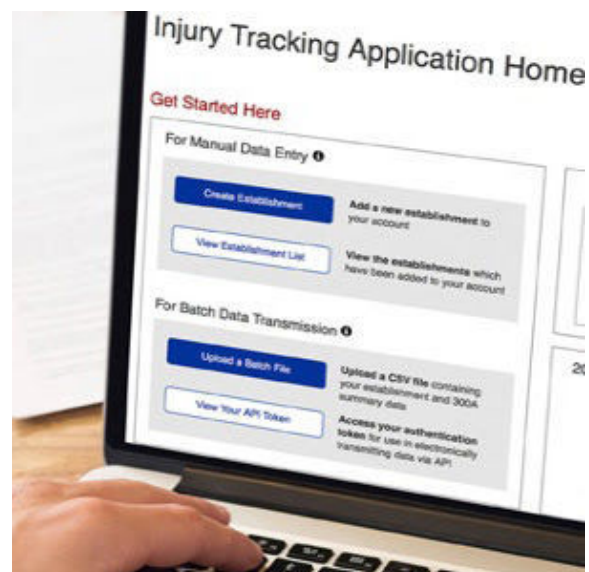 Injury Tracking Application Home
Get Started Here
For Manual Data Entry
Create Establishment
Add a new establishment to
your account
View Establishment List
View the establishments which
have been added to your account
For Batch Data Transmission
Upload a Batch File
Upload a CSV file containing
your establishment and 300A
summary data
View Your API Token
Access your authentication
token for use in electronically
transmitting data via API
20